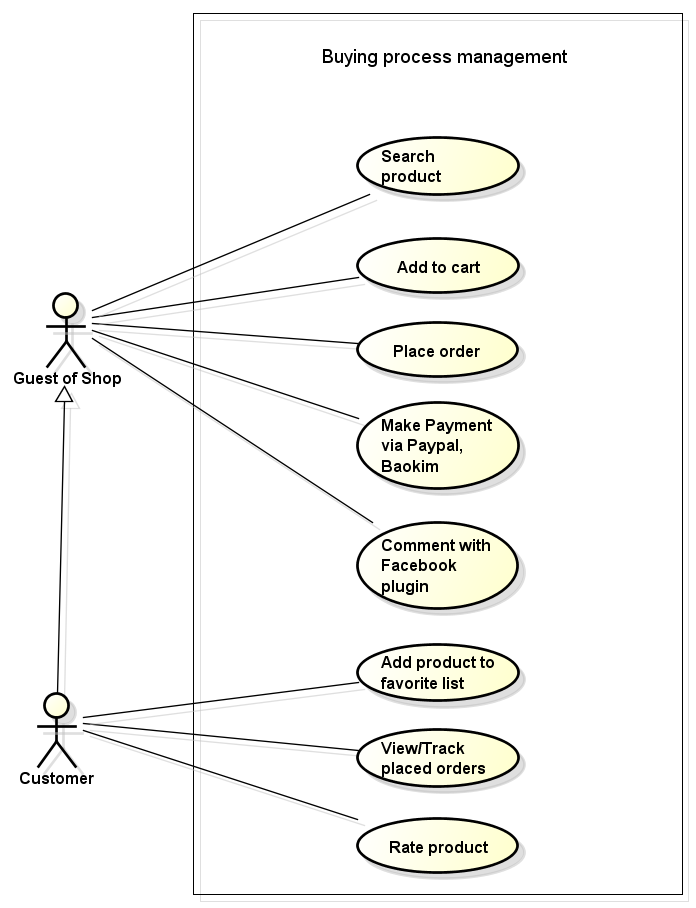 Buying process management
Search
product
Add to cart
Place order
Guest of Shop
Make Payment
via Paypal,
Baokim
Comment with
Facebook
plugin
Add product to
favorite list
View/Track
placed orders
Customer
Rate product